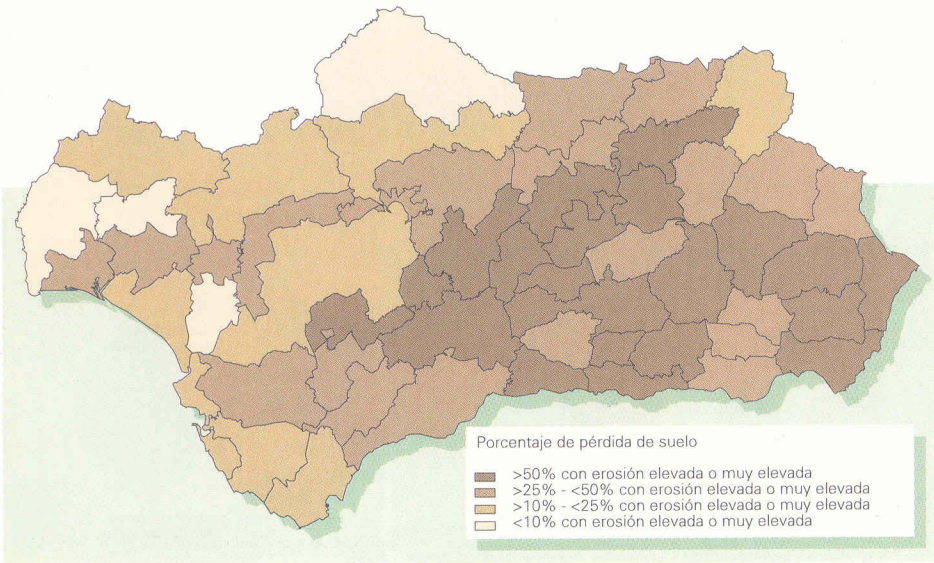 Porcentaje de pérdida de suelo
>50% con erosión elevada o muy elevada
>25% - <50% con erosión elevada o muy elevada
>10% - <25% con erosión elevada o muy elevada
<10% con erosión elevada o muy elevada